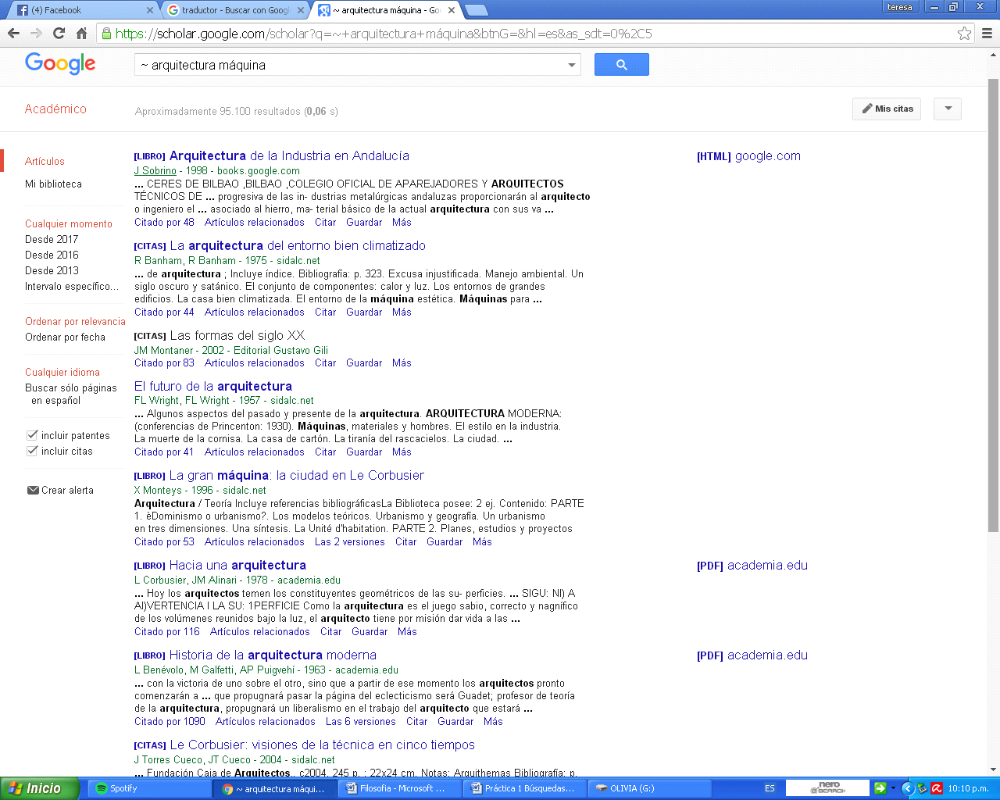 (4) Facebook
traductor - Buscar con Google
~ arquitectura máquina - Go
teresa
https://scholar.google.com/scholar?q=~+arquitectura+máquina&btnG=&hl=es&as_sdt=0%2C5
Google
~ arquitectura máquina
Académico
Aproximadamente 95.100 resultados (0,06 s)
Mis citas
Artículos
Mi biblioteca
Cualquier momento
Desde 2017
Desde 2016
Desde 2013
Intervalo específico...
Ordenar por relevancia
Ordenar por fecha
Cualquier idioma
Buscar sólo páginas
en español
incluir patentes
incluir citas
Crear alerta
[LIBRO] Arquitectura de la Industria en Andalucía
[HTML] google.com
J Sobrino - 1998 - books.google.com
... CERES DE BILBAO ,BILBAO ,COLEGIO OFICIAL DE APAREJADORES Y ARQUITECTOS
TÉCNICOS DE ... progresiva de las in- dustrias metalúrgicas andaluzas proporcionarán al arquitecto
o ingeniero el ... asociado al hierro, ma- terial básico de la actual arquitectura con sus va ...
Citado por 48 Artículos relacionados Citar Guardar Más
[CITAS] La arquitectura del entorno bien climatizado
R Banham, R Banham - 1975 - sidalc.net
... de arquitectura ; Incluye índice. Bibliografía: p. 323. Excusa injustificada. Manejo ambiental. Un
siglo oscuro y satánico. El conjunto de componentes: calor y luz. Los entornos de grandes
edificios. La casa bien climatizada. El entorno de la máquina estética. Máquinas para ...
Citado por 44 Artículos relacionados Citar Guardar Más
[CITAS] Las formas del siglo XX
JM Montaner - 2002 - Editorial Gustavo Gili
Citado por 83 Artículos relacionados Citar Guardar Más
El futuro de la arquitectura
FL Wright, FL Wright - 1957 - sidalc.net
... Algunos aspectos del pasado y presente de la arquitectura. ARQUITECTURA MODERNA:
(conferencias de Princenton: 1930). Máquinas, materiales y hombres. El estilo en la industria.
La muerte de la cornisa. La casa de cartón. La tiranía del rascacielos. La ciudad. ...
Citado por 41 Artículos relacionados Citar Guardar Más
[LIBRO] La gran máquina: la ciudad en Le Corbusier
X Monteys - 1996 - sidalc.net
Arquitectura / Teoría Incluye referencias bibliográficasLa Biblioteca posee: 2 ej. Contenido: PARTE
1. èDominismo o urbanismo?. Los modelos teóricos. Urbanismo y geografía. Un urbanismo
en tres dimensiones. Una síntesis. La Unité d'habitation. PARTE 2. Planes, estudios y proyectos
Citado por 53 Artículos relacionados Las 2 versiones Citar Guardar Más
[LIBRO] Hacia una arquitectura
[PDF] academia.edu
L Corbusier, JM Alinari - 1978 - academia.edu
... Hoy los arquitectos temen los constituyentes geométricos de las su- perficies. ... SIGU: NI) A
AI)VERTENCIA I LA SU: 1PERFICIE Como la arquitectura es el juego sabio, correcto y nagnífico
de los volúmenes reunidos bajo la luz, el arquitecto tiene por misión dar vida a las ...
Citado por 116 Artículos relacionados Citar Guardar Más
[LIBRO] Historia de la arquitectura moderna
[PDF] academia.edu
L Benévolo, M Galfetti, AP Puigvehí - 1963 - academia.edu
... con la victoria de uno sobre el otro, sino que a partir de ese momento los arquitectos pronto
comenzarán a ... que propugnará pasar la página del eclecticismo será Guadet; profesor de teoría
de la arquitectura, propugnará un liberalismo en el trabajo del arquitecto que estará ...
Citado por 1090 Artículos relacionados Las 6 versiones Citar Guardar Más
[CITAS] Le Corbusier: visiones de la técnica en cinco tiempos
J Torres Cueco, JT Cueco - 2004 - sidalc.net
... Fundación Caja de Arquitectos,. c2004. 245 p. : 22x24 cm. Notas: Arquithemas Bibliografía: p.
Inicio
Spotify
~ arquitectura máqui...
Filosofia - Microsoft ...
Práctica 1 Búsquedas...
OLIVIA (G:)
ES
nero
SEARCH
10:10 p.m.